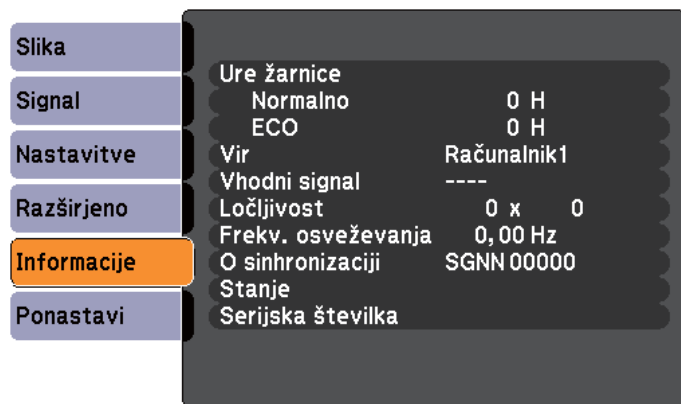 Slika
Signal
Nastavitve
Razširjeno
Informacije
Ponastavi
Ure žarnice
Normalno 0 H
ECO 0 H
Vir Računalnik1
Vhodni signal ----
Ločljivost 0 x 0
Frekv. osveževanja 0,00 Hz
O sinhronizaciji SGNN 00000
Stanje
Serijska številka